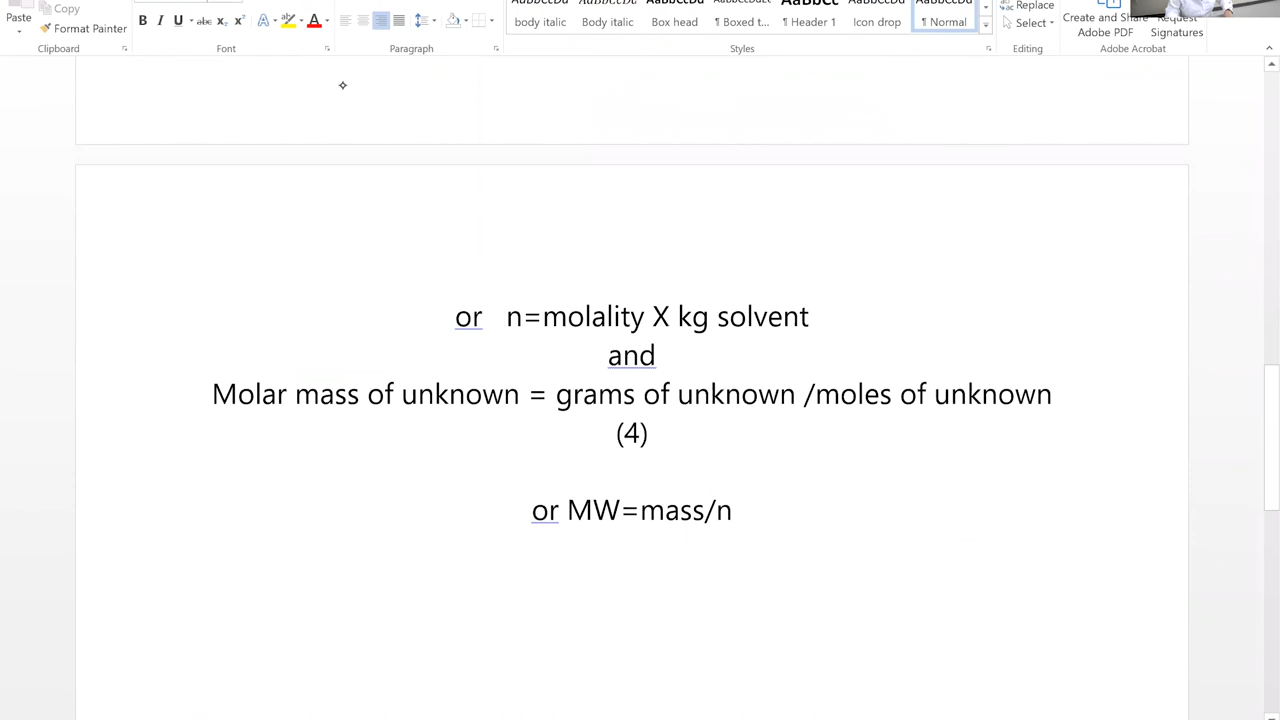 Copy
Paste
Format Painter
B I U abc x₂ x² A ab A
Clipboard
Font
Paragraph
Styles
Editing
Adobe Acrobat
body italic
Body italic
Box head
¶ Boxed t...
¶ Header 1
Icon drop
¶ Normal
Replace
Select
Create and Share
Adobe PDF
Request
Signatures
or n=molality X kg solvent
and
Molar mass of unknown = grams of unknown /moles of unknown
(4)
or MW=mass/n